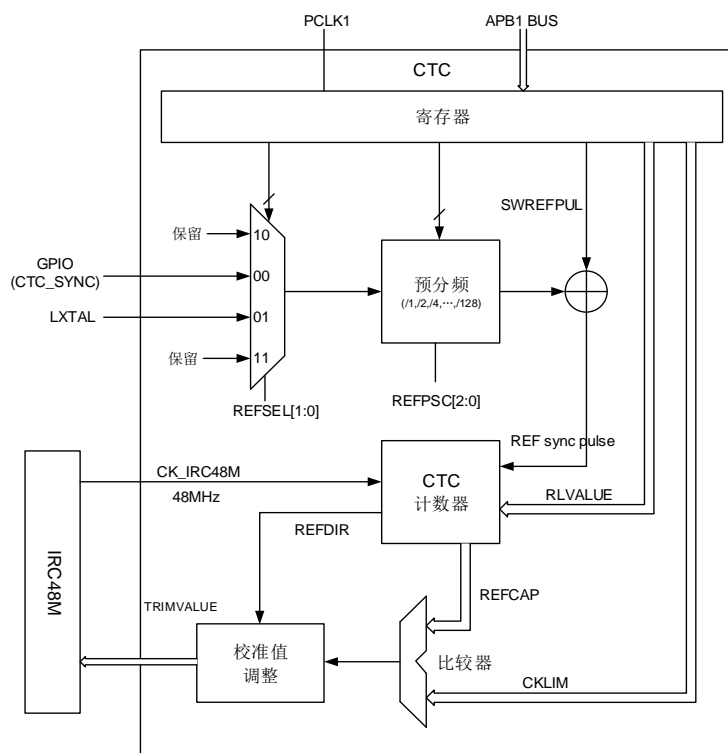 PCLK1
APB1 BUS
CTC
寄存器
SWREFPUL
保留
10
GPIO
(CTC_SYNC)
00
预分频
(/1,/2,/4,…,/128)
LXTAL
01
保留
11
REFSEL[1:0]
REFPSC[2:0]
REF sync pulse
CK_IRC48M
48MHz
CTC
计数器
RLVALUE
REFDIR
IRC48M
REFCAP
TRIMVALUE
校准值
调整
比较器
CKLIM